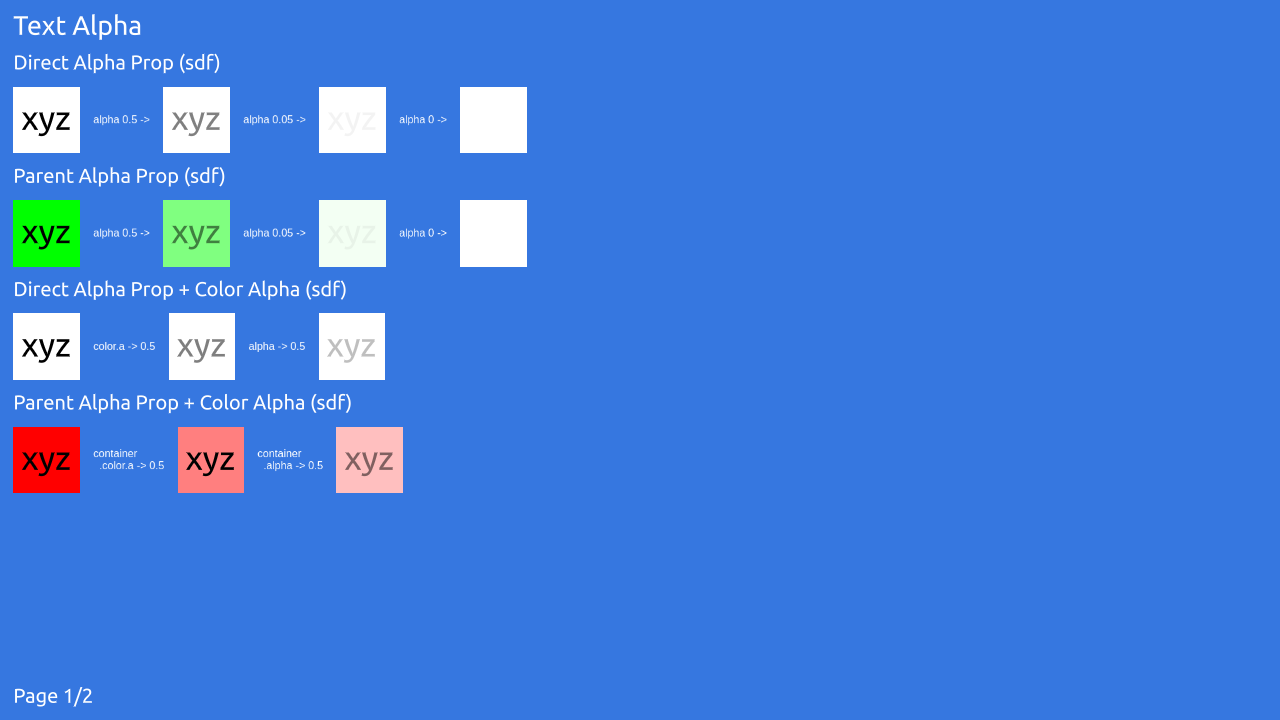 Text Alpha
Direct Alpha Prop (sdf)
xyz alpha 0.5 -> xyz alpha 0.05 -> xyz alpha 0 ->
Parent Alpha Prop (sdf)
xyz alpha 0.5 -> xyz alpha 0.05 -> xyz alpha 0 ->
Direct Alpha Prop + Color Alpha (sdf)
xyz color.a -> 0.5 xyz alpha -> 0.5 xyz
Parent Alpha Prop + Color Alpha (sdf)
xyz container .color.a -> 0.5 xyz container .alpha -> 0.5 xyz
Page 1/2